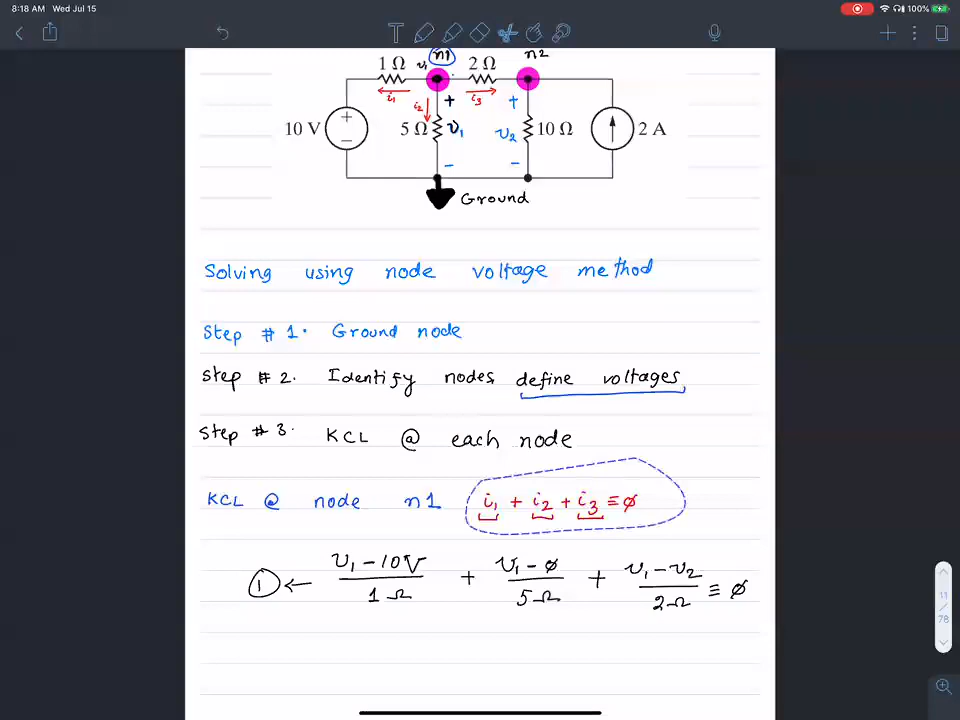 8:18 AM Wed Jul 15
100%
1 Ω v₁ n1 2 Ω n2
i₁ i₂ i₃
+ +
10 V + − 5 Ω v₁ v₂ 10 Ω 2 A
− −
Ground
Solving using node voltage method
Step # 1. Ground node
Step # 2. Identify nodes define voltages
Step # 3. KCL @ each node
KCL @ node n1 i₁ + i₂ + i₃ ≡ ∅
① ← (v₁ − 10V)/1Ω + (v₁ − ∅)/5Ω + (v₁ − v₂)/2Ω ≡ ∅
11
/
78